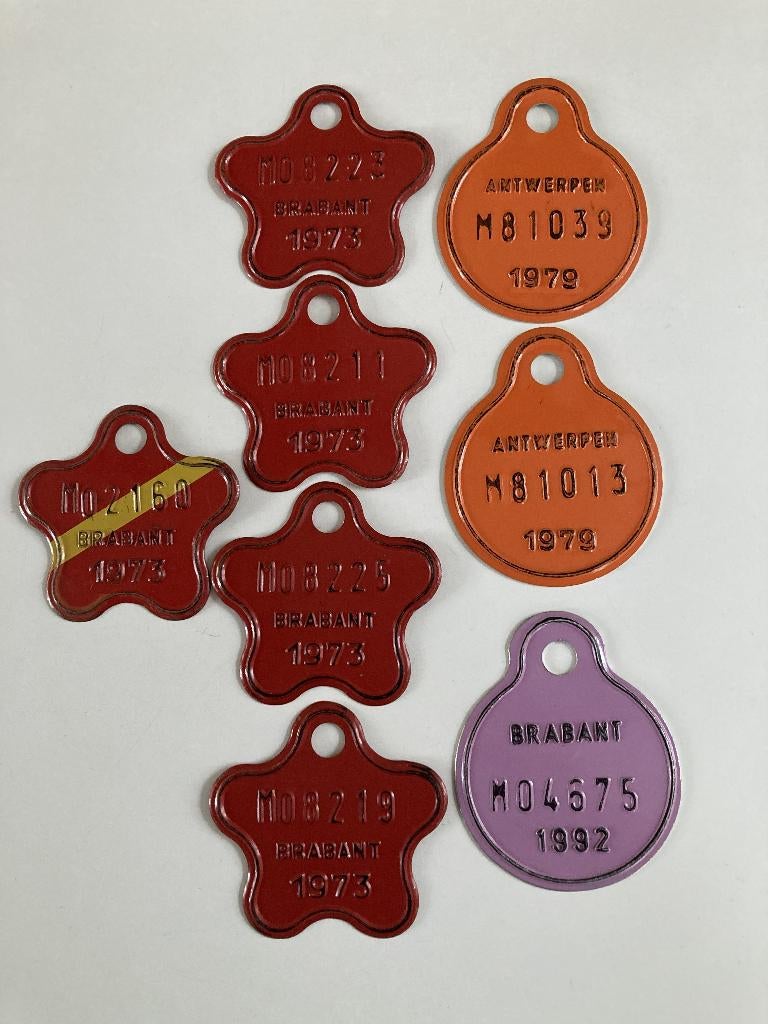 M08223
BRABANT
1973
ANTWERPEN
M81039
1979
M08211
BRABANT
1973
ANTWERPEN
M81013
1979
M02160
BRABANT
1973
M08225
BRABANT
1973
BRABANT
M04675
1992
M08219
BRABANT
1973